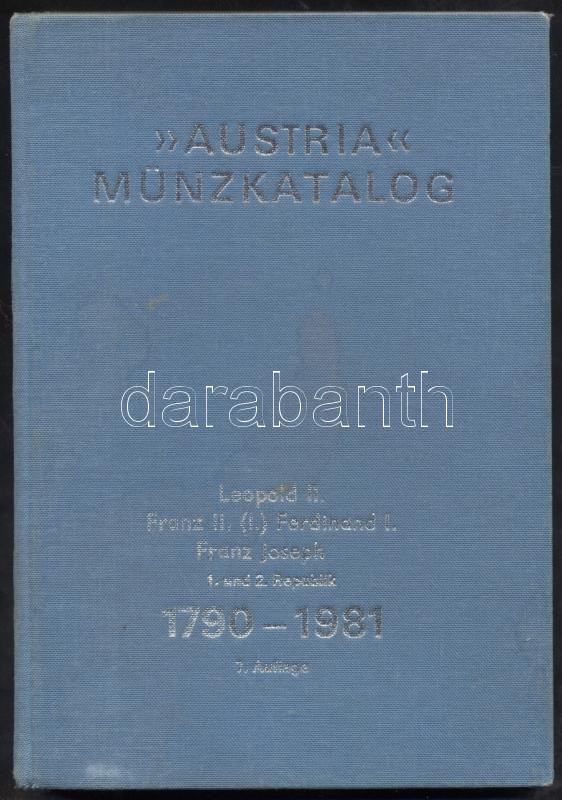 »AUSTRIA«
MÜNZKATALOG
darabanth
Leopold II.
Franz II. (I.) Ferdinand I.
Franz Joseph
1. und 2. Republik
1790–1981
7. Auflage